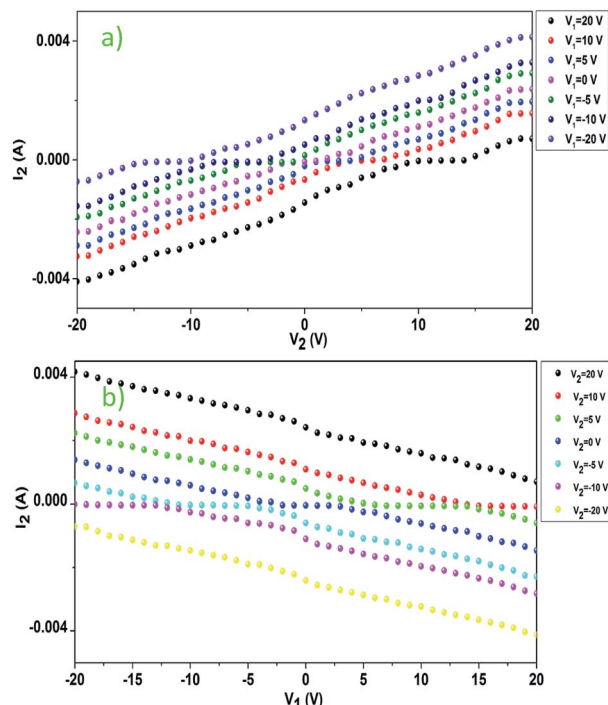 a)
I2 (A)
0.004
0.000
-0.004
-20 -10 0 10 20
V2 (V)
V1=20 V
V1=10 V
V1=5 V
V1=0 V
V1=-5 V
V1=-10 V
V1=-20 V
b)
I2 (A)
0.004
0.000
-0.004
-20 -15 -10 -5 0 5 10 15 20
V1 (V)
V2=20 V
V2=10 V
V2=5 V
V2=0 V
V2=-5 V
V2=-10 V
V2=-20 V